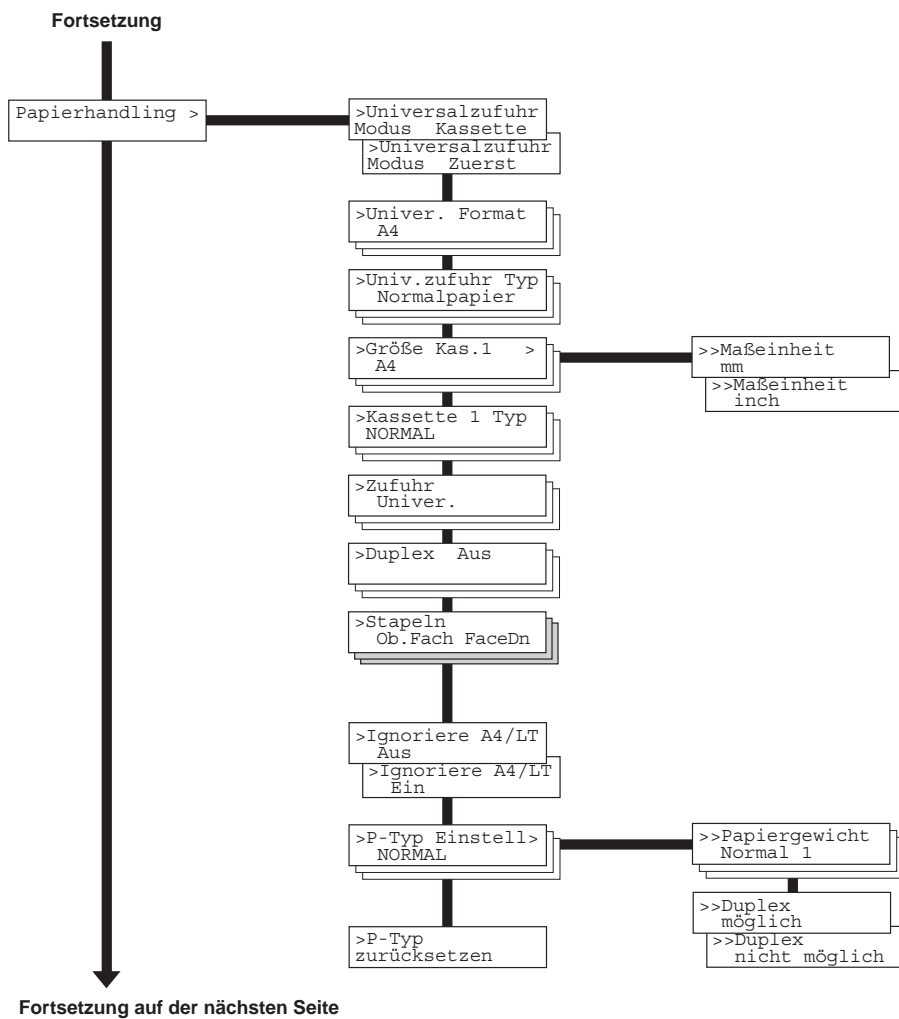 Fortsetzung
Papierhandling >
>Universalzufuhr
Modus  Kassette
>Universalzufuhr
Modus  Zuerst
>Univer. Format
A4
>Univ.zufuhr Typ
Normalpapier
>Größe Kas.1   >
A4
>>Maßeinheit
mm
>>Maßeinheit
inch
>Kassette 1 Typ
NORMAL
>Zufuhr
Univer.
>Duplex  Aus
>Stapeln
Ob.Fach FaceDn
>Ignoriere A4/LT
Aus
>Ignoriere A4/LT
Ein
>P-Typ Einstell>
NORMAL
>>Papiergewicht
Normal 1
>>Duplex
möglich
>>Duplex
nicht möglich
>P-Typ
zurücksetzen
Fortsetzung auf der nächsten Seite